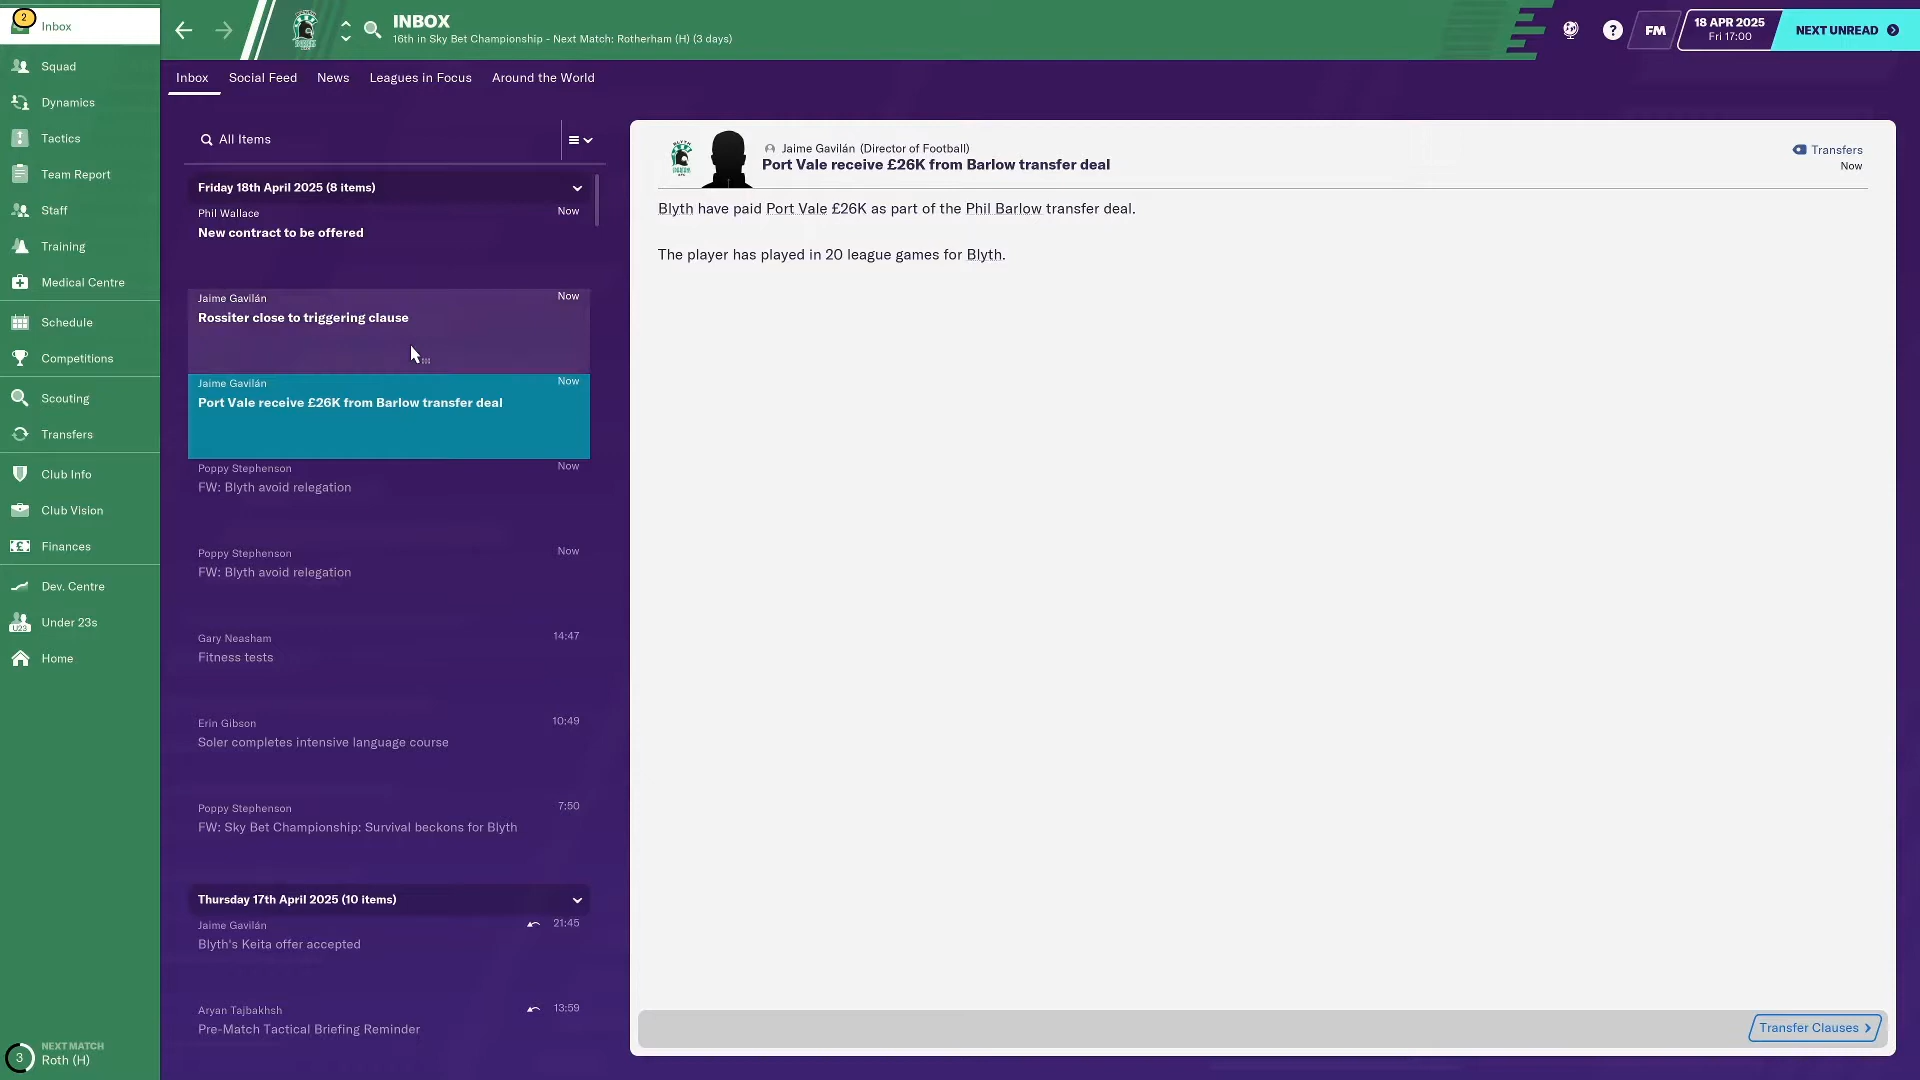 2
Inbox
Squad
Dynamics
Tactics
Team Report
Staff
Training
Medical Centre
Schedule
Competitions
Scouting
Transfers
Club Info
Club Vision
Finances
Dev. Centre
U23
Under 23s
Home
3
NEXT MATCH
Roth (H)
INBOX
16th in Sky Bet Championship - Next Match: Rotherham (H) (3 days)
?
FM
18 APR 2025
Fri 17:00
NEXT UNREAD
Inbox
Social Feed
News
Leagues in Focus
Around the World
All Items
Friday 18th April 2025 (8 items)
Phil Wallace
Now
New contract to be offered
Jaime Gavilán
Now
Rossiter close to triggering clause
Jaime Gavilán
Now
Port Vale receive £26K from Barlow transfer deal
Poppy Stephenson
Now
FW: Blyth avoid relegation
Poppy Stephenson
Now
FW: Blyth avoid relegation
Gary Neasham
14:47
Fitness tests
Erin Gibson
10:49
Soler completes intensive language course
Poppy Stephenson
7:50
FW: Sky Bet Championship: Survival beckons for Blyth
Thursday 17th April 2025 (10 items)
Jaime Gavilán
21:45
Blyth's Keita offer accepted
Aryan Tajbakhsh
13:59
Pre-Match Tactical Briefing Reminder
Jaime Gavilán (Director of Football)
Port Vale receive £26K from Barlow transfer deal
Transfers
Now
Blyth have paid Port Vale £26K as part of the Phil Barlow transfer deal.
The player has played in 20 league games for Blyth.
Transfer Clauses